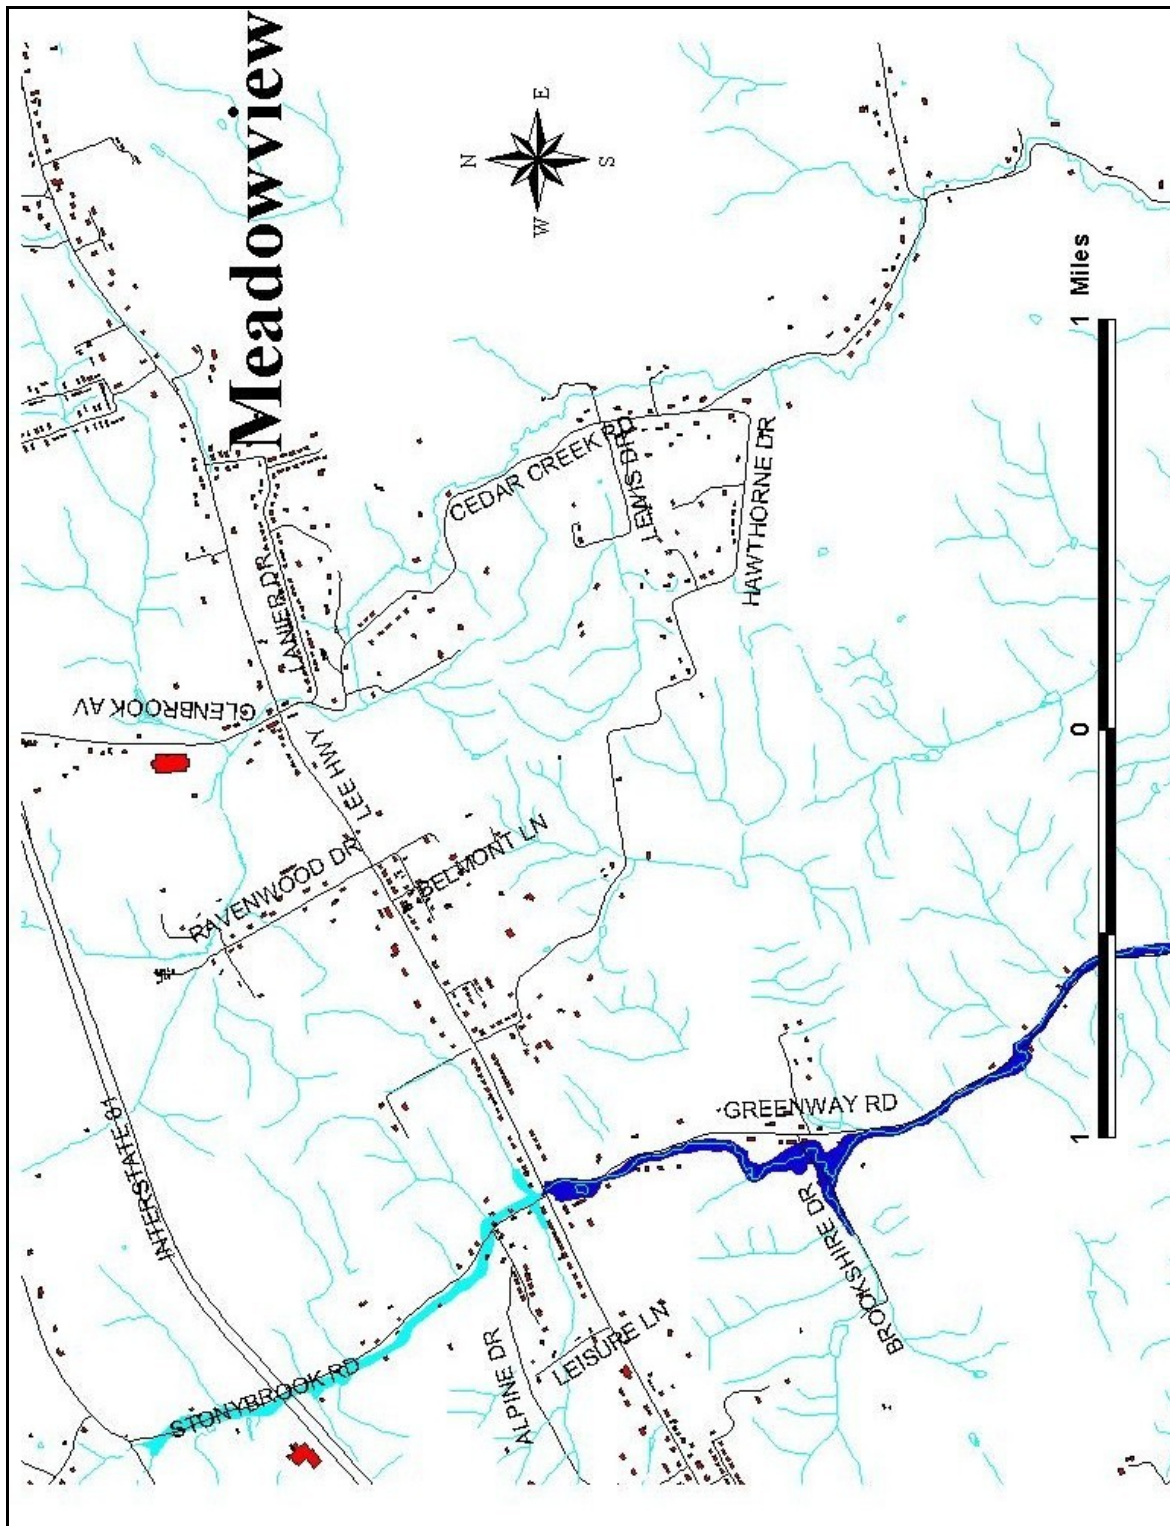 Meadowview
N
E
S
W
GLENBROOK AV
LANIER DR
LEE HWY
RAVENWOOD DR
BELMONT LN
CEDAR CREEK RD
LEWIS DR
HAWTHORNE DR
INTERSTATE 81
STONYBROOK RD
ALPINE DR
LEISURE LN
BROOKSHIRE DR
GREENWAY RD
1 0 1 Miles